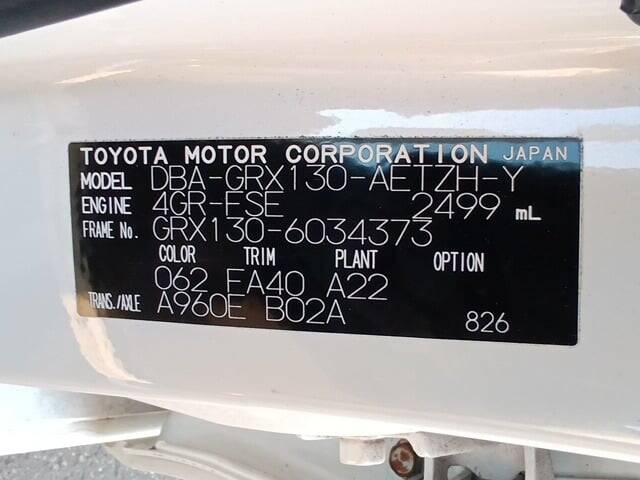 TOYOTA MOTOR CORPORATION JAPAN
MODEL DBA-GRX130-AETZH-Y
ENGINE 4GR-FSE 2499 mL
FRAME No. GRX130-6034373
COLOR TRIM PLANT OPTION
062 FA40 A22
TRANS./AXLE A960E B02A
826